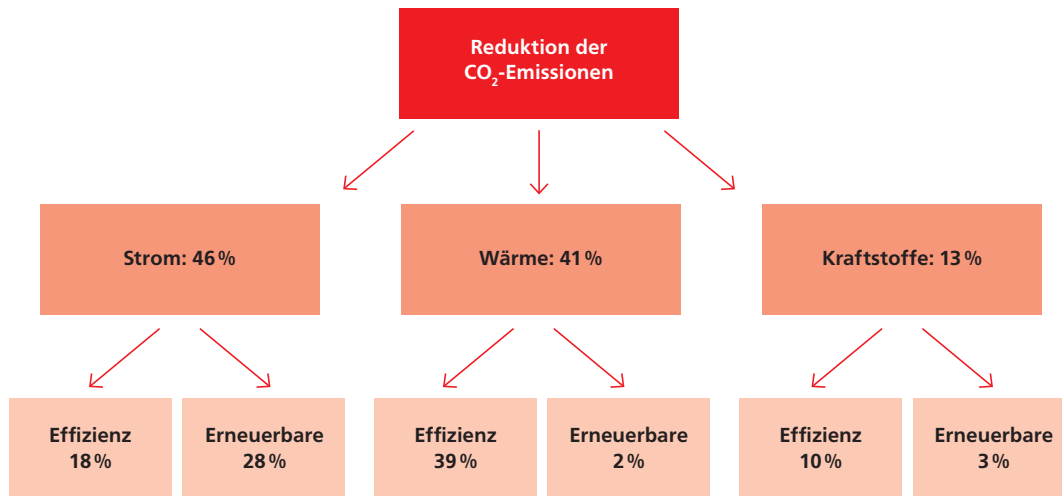 Reduktion der
CO₂-Emissionen
Strom: 46 %
Wärme: 41 %
Kraftstoffe: 13 %
Effizienz
18 %
Erneuerbare
28 %
Effizienz
39 %
Erneuerbare
2 %
Effizienz
10 %
Erneuerbare
3 %